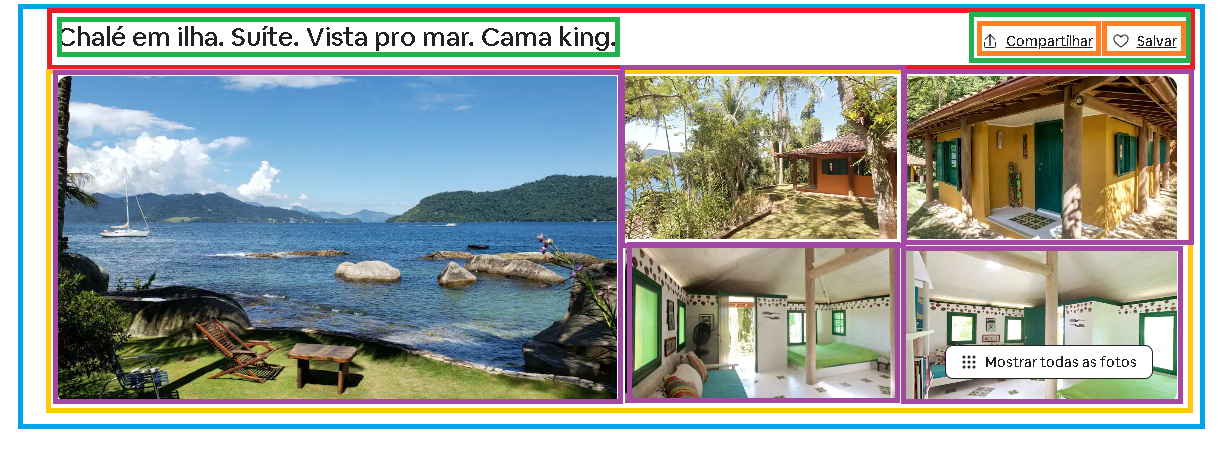 Chalé em ilha. Suíte. Vista pro mar. Cama king.
Compartilhar
Salvar
Mostrar todas as fotos